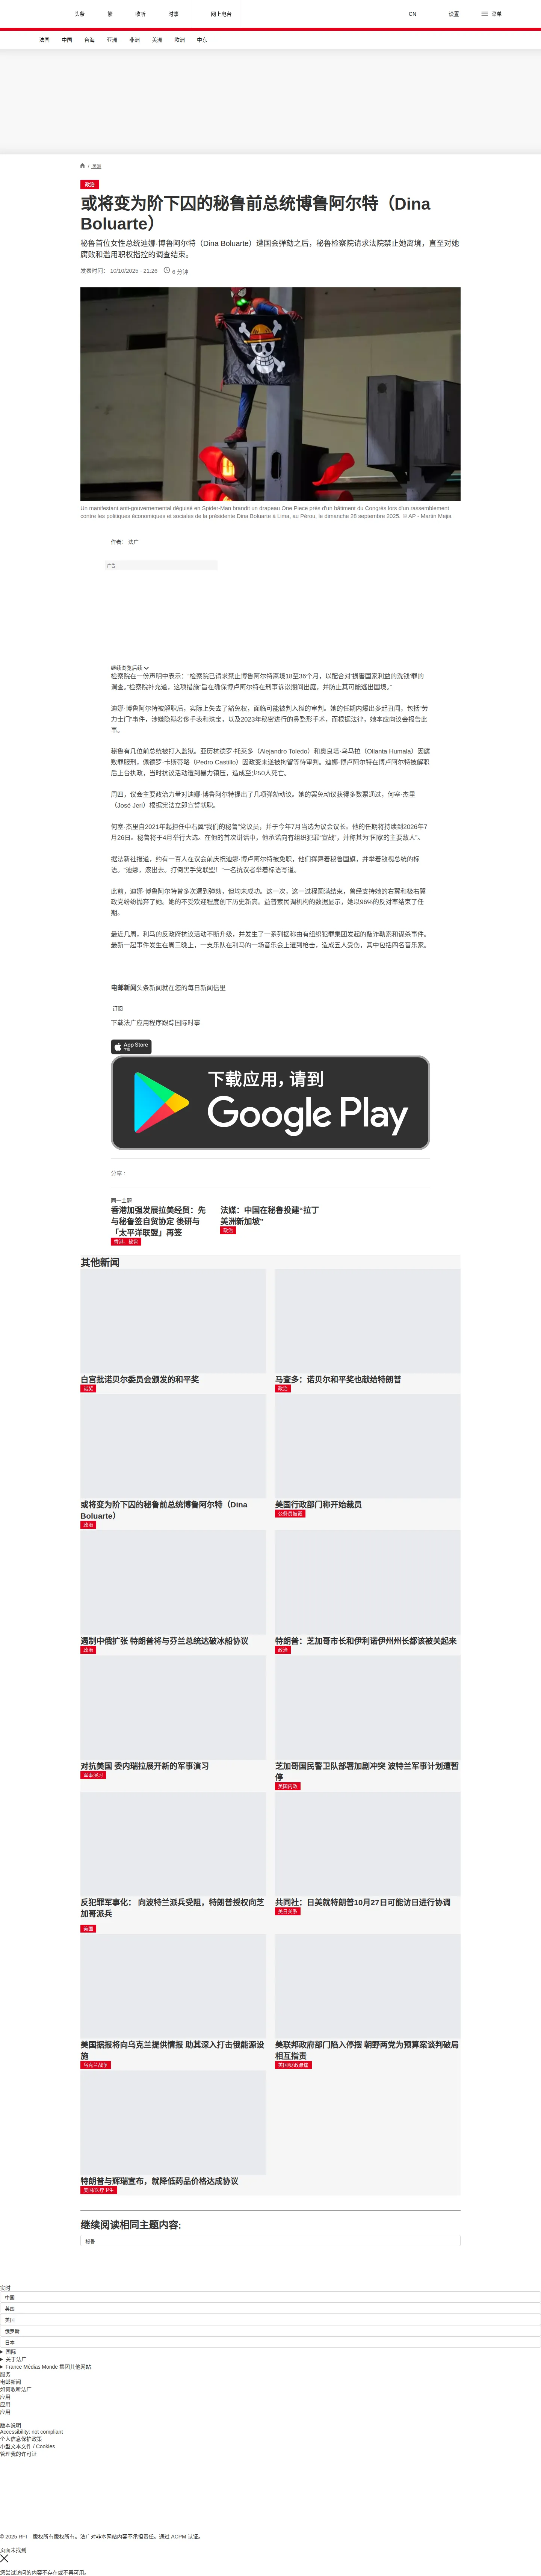 头条
繁
收听
时事
网上电台
CN
设置
菜单
法国
中国
台海
亚洲
非洲
美洲
欧洲
中东
/ 美洲
政治
或将变为阶下囚的秘鲁前总统博鲁阿尔特（Dina
Boluarte）
秘鲁首位女性总统迪娜·博鲁阿尔特（Dina Boluarte）遭国会弹劾之后，秘鲁检察院请求法院禁止她离境，直至对她
腐败和滥用职权指控的调查结束。
发表时间： 10/10/2025 - 21:26
6 分钟
Un manifestant anti-gouvernemental déguisé en Spider-Man brandit un drapeau One Piece près d'un bâtiment du Congrès lors d'un rassemblement
contre les politiques économiques et sociales de la présidente Dina Boluarte à Lima, au Pérou, le dimanche 28 septembre 2025. © AP - Martin Mejia
作者： 法广
广告
继续浏览后续
检察院在一份声明中表示：“检察院已请求禁止博鲁阿尔特离境18至36个月，以配合对‘损害国家利益的洗钱’罪的
调查。”检察院补充道，这项措施“旨在确保博卢阿尔特在刑事诉讼期间出庭，并防止其可能逃出国境。”
迪娜·博卢阿尔特被解职后，实际上失去了豁免权，面临可能被判入狱的审判。她的任期内爆出多起丑闻，包括“劳
力士门”事件，涉嫌隐瞒奢侈手表和珠宝，以及2023年秘密进行的鼻整形手术，而根据法律，她本应向议会报告此
事。
秘鲁有几位前总统被打入监狱。亚历杭德罗·托莱多（Alejandro Toledo）和奥良塔·乌马拉（Ollanta Humala）因腐
败罪服刑，佩德罗·卡斯蒂略（Pedro Castillo）因政变未遂被拘留等待审判。迪娜·博卢阿尔特在博卢阿尔特被解职
后上台执政，当时抗议活动遭到暴力镇压，造成至少50人死亡。
周四，议会主要政治力量对迪娜·博鲁阿尔特提出了几项弹劾动议。她的罢免动议获得多数票通过，何塞·杰里
（José Jerí）根据宪法立即宣誓就职。
何塞·杰里自2021年起担任中右翼“我们的秘鲁”党议员，并于今年7月当选为议会议长。他的任期将持续到2026年7
月26日，秘鲁将于4月举行大选。在他的首次讲话中，他承诺向有组织犯罪“宣战”，并称其为“国家的主要敌人”。
据法新社报道，约有一百人在议会前庆祝迪娜·博卢阿尔特被免职，他们挥舞着秘鲁国旗，并举着敌视总统的标
语。“迪娜，滚出去。打倒黑手党联盟！”一名抗议者举着标语写道。
此前，迪娜·博鲁阿尔特曾多次遭到弹劾，但均未成功。这一次，这一过程圆满结束，曾经支持她的右翼和极右翼
政党纷纷抛弃了她。她的不受欢迎程度创下历史新高。益普索民调机构的数据显示，她以96%的反对率结束了任
期。
最近几周，利马的反政府抗议活动不断升级，并发生了一系列据称由有组织犯罪集团发起的敲诈勒索和谋杀事件。
最新一起事件发生在周三晚上，一支乐队在利马的一场音乐会上遭到枪击，造成五人受伤，其中包括四名音乐家。
电邮新闻头条新闻就在您的每日新闻信里
订阅
下载法广应用程序跟踪国际时事
App Store
下载应用，请到
Google Play
分享 :
同一主题
香港加强发展拉美经贸：先
与秘鲁签自贸协定 後研与
「太平洋联盟」再签
香港、秘鲁
法媒：中国在秘鲁投建“拉丁
美洲新加坡”
政治
其他新闻
白宫批诺贝尔委员会颁发的和平奖
诺奖
马查多：诺贝尔和平奖也献给特朗普
政治
或将变为阶下囚的秘鲁前总统博鲁阿尔特（Dina
Boluarte）
政治
美国行政部门称开始裁员
公务员被裁
遏制中俄扩张 特朗普将与芬兰总统达破冰船协议
政治
特朗普：芝加哥市长和伊利诺伊州州长都该被关起来
政治
对抗美国 委内瑞拉展开新的军事演习
军事演习
芝加哥国民警卫队部署加剧冲突 波特兰军事计划遭暂
停
美国内政
反犯罪军事化： 向波特兰派兵受阻，特朗普授权向芝
加哥派兵
美国
共同社：日美就特朗普10月27日可能访日进行协调
美日关系
美国据报将向乌克兰提供情报 助其深入打击俄能源设
施
乌克兰战争
美联邦政府部门陷入停摆 朝野两党为预算案谈判破局
相互指责
美国/财政悬崖
特朗普与辉瑞宣布，就降低药品价格达成协议
美国/医疗卫生
继续阅读相同主题内容:
秘鲁
实时
中国
英国
美国
俄罗斯
日本
国际
关于法广
France Médias Monde 集团其他网站
服务
电邮新闻
如何收听法广
应用
应用
应用
版本说明
Accessibility: not compliant
个人信息保护政策
小型文本文件 / Cookies
管理我的许可证
© 2025 RFI – 版权所有版权所有。法广对非本网站内容不承担责任。通过 ACPM 认证。
页面未找到
您尝试访问的内容不存在或不再可用。